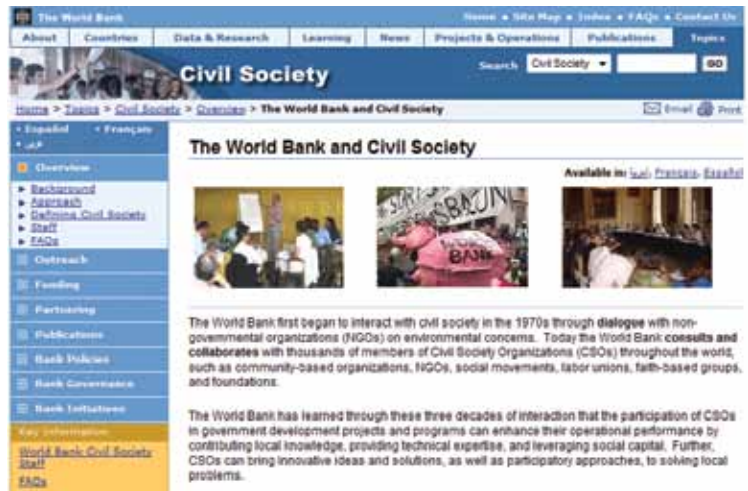 The World Bank
Home • Site Map • Index • FAQs • Contact Us
About Countries Data & Research Learning News Projects & Operations Publications Topics
Civil Society
Search Civil Society GO
Home > Topics > Civil Society > Overview > The World Bank and Civil Society
Email Print
• Español • Français
Overview
Background
Approach
Defining Civil Society
Staff
FAQs
Outreach
Funding
Partnering
Publications
Bank Policies
Bank Governance
Bank Initiatives
Key Information
World Bank Civil Society
Staff
FAQs
The World Bank and Civil Society
Available in: Français, Español
WORLD
BANK
The World Bank first began to interact with civil society in the 1970s through dialogue with non-
governmental organizations (NGOs) on environmental concerns. Today the World Bank consults and
collaborates with thousands of members of Civil Society Organizations (CSOs) throughout the world,
such as community-based organizations, NGOs, social movements, labor unions, faith-based groups,
and foundations.
The World Bank has learned through these three decades of interaction that the participation of CSOs
in government development projects and programs can enhance their operational performance by
contributing local knowledge, providing technical expertise, and leveraging social capital. Further,
CSOs can bring innovative ideas and solutions, as well as participatory approaches, to solving local
problems.